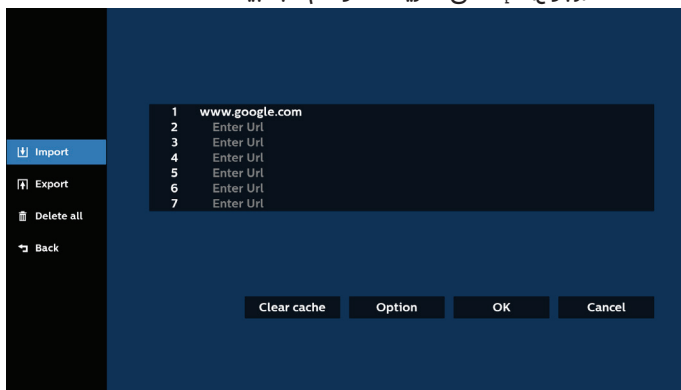 1 www.google.com
2 Enter Url
3 Enter Url
4 Enter Url
5 Enter Url
6 Enter Url
7 Enter Url
Import
Export
Delete all
Back
Clear cache Option OK Cancel